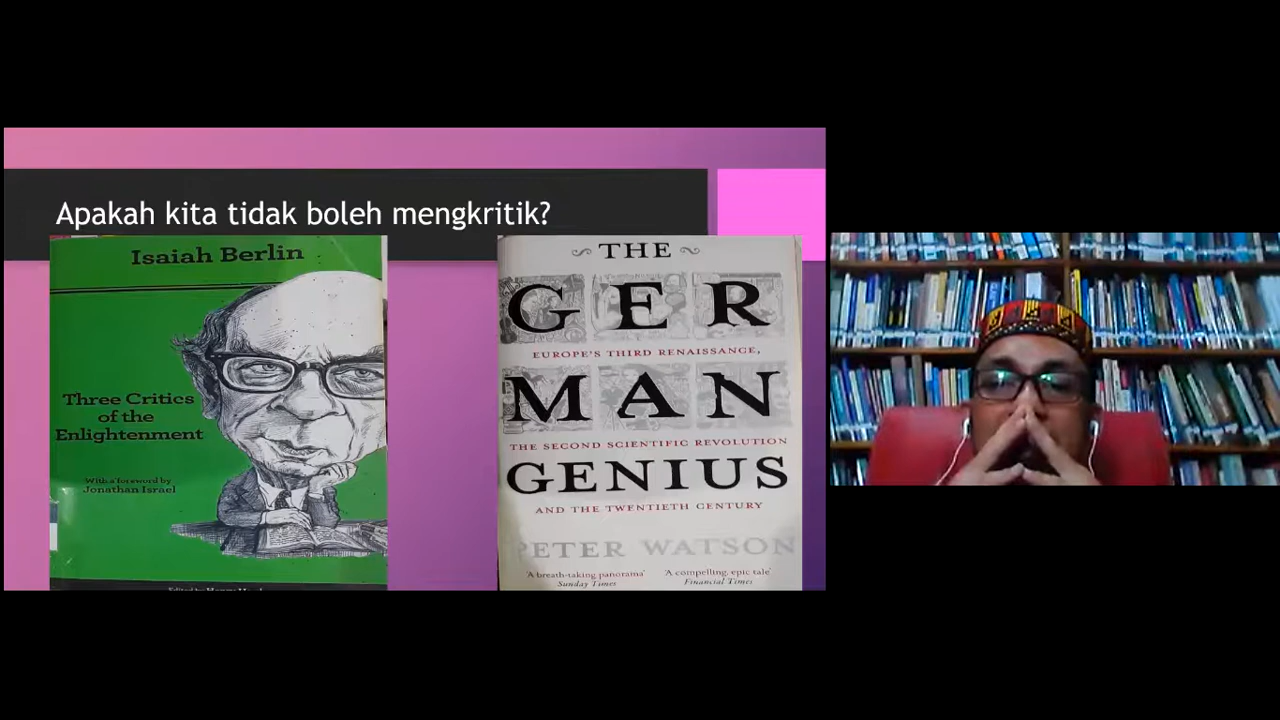 Apakah kita tidak boleh mengkritik?
Isaiah Berlin
Three Critics
of the
Enlightenment
With a foreword by
Jonathan Israel
Edited by
THE
GER
EUROPE'S THIRD RENAISSANCE,
MAN
THE SECOND SCIENTIFIC REVOLUTION
GENIUS
AND THE TWENTIETH CENTURY
PETER WATSON
'A breath-taking panorama'
Sunday Times
'A compelling, epic tale'
Financial Times